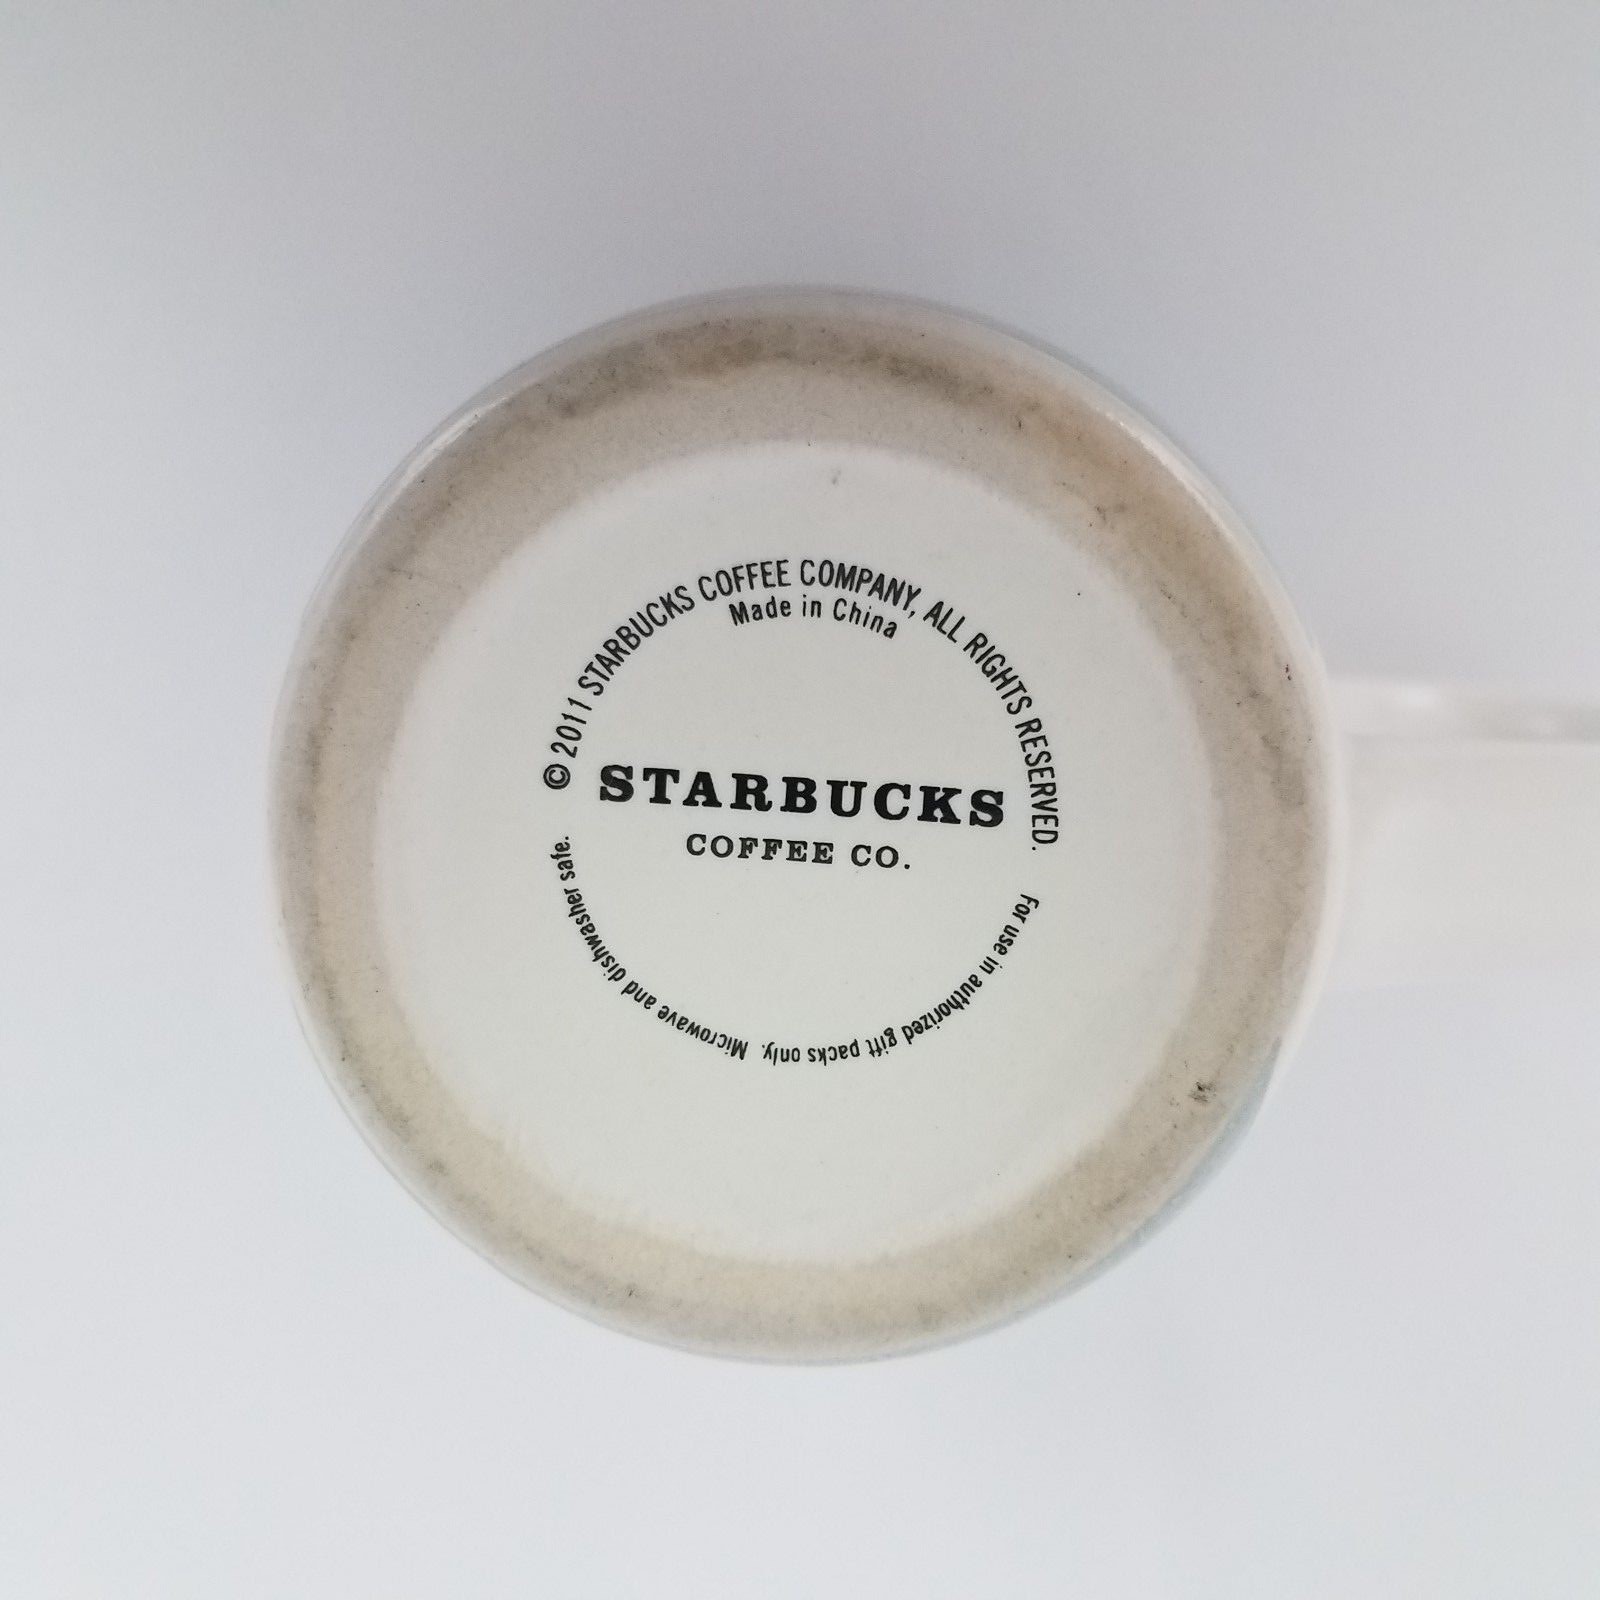 © 2011 STARBUCKS COFFEE COMPANY, ALL RIGHTS RESERVED.
Made in China
STARBUCKS
COFFEE CO.
For use in authorized gift packs only. Microwave and dishwasher safe.